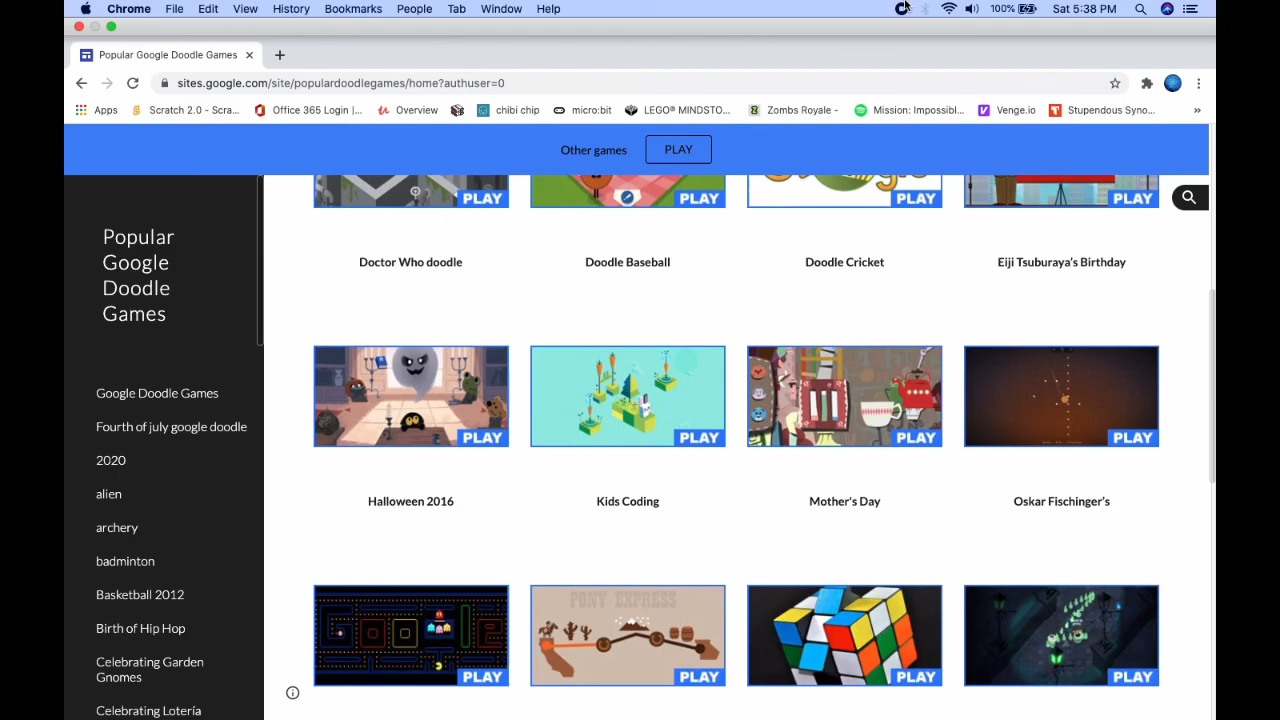 Chrome File Edit View History Bookmarks People Tab Window Help 100% Sat 5:38 PM
Popular Google Doodle Games
sites.google.com/site/populardoodlegames/home?authuser=0
Apps Scratch 2.0 - Scra... Office 365 Login |... Overview chibi chip micro:bit LEGO® MINDSTO... Zombs Royale - Mission: Impossibl... Venge.io Stupendous Syno... »
Other games PLAY
PLAY PLAY PLAY PLAY
Popular
Google
Doodle
Games
Doctor Who doodle Doodle Baseball Doodle Cricket Eiji Tsuburaya's Birthday
PLAY PLAY PLAY PLAY
Halloween 2016 Kids Coding Mother's Day Oskar Fischinger's
PONY EXPRESS
PLAY PLAY PLAY PLAY
Google Doodle Games
Fourth of july google doodle
2020
alien
archery
badminton
Basketball 2012
Birth of Hip Hop
Celebrating Garden
Gnomes
Celebrating Lotería